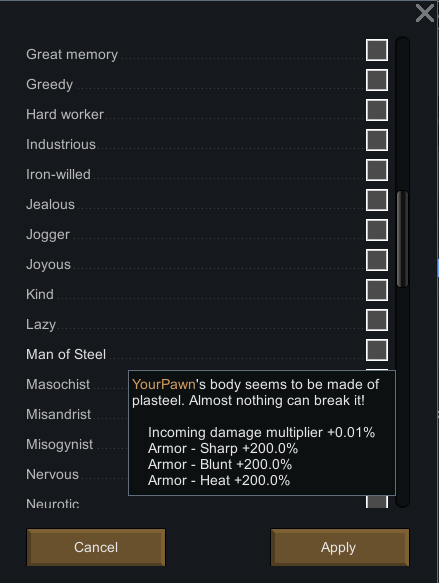 Great memory
Greedy
Hard worker
Industrious
Iron-willed
Jealous
Jogger
Joyous
Kind
Lazy
Man of Steel
Masochist
Misandrist
Misogynist
Nervous
Neurotic
YourPawn's body seems to be made of
plasteel. Almost nothing can break it!
Incoming damage multiplier +0.01%
Armor - Sharp +200.0%
Armor - Blunt +200.0%
Armor - Heat +200.0%
Cancel
Apply